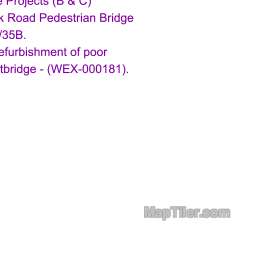 Projects (B & C)
Road Pedestrian Bridge
/35B.
efurbishment of poor
tbridge - (WEX-000181).
MapTiler.com